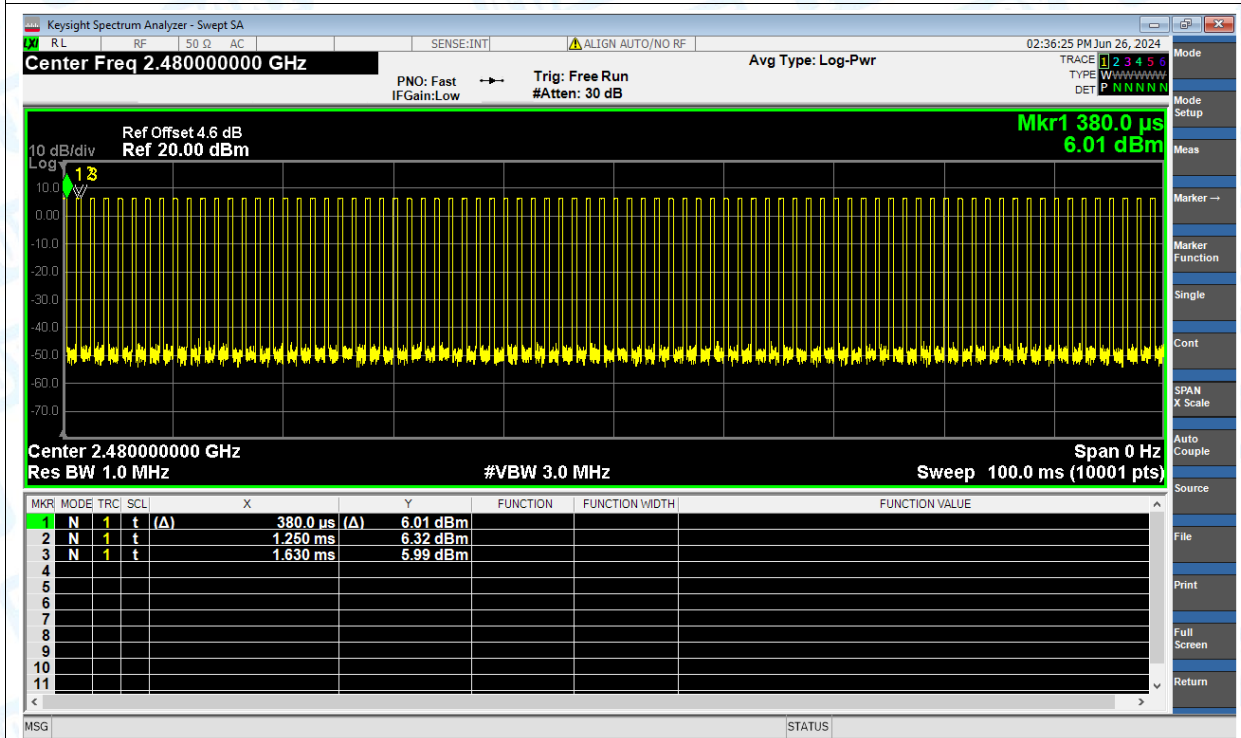 Keysight Spectrum Analyzer - Swept SA
LXI RL RF 50 Ω AC SENSE:INT ALIGN AUTO/NO RF 02:36:25 PM Jun 26, 2024
Center Freq 2.480000000 GHz
Avg Type: Log-Pwr
TRACE 1 2 3 4 5 6
PNO: Fast Trig: Free Run
TYPE WWWWWW
IFGain:Low #Atten: 30 dB
DET P N N N N N
Mkr1 380.0 µs
6.01 dBm
Ref Offset 4.6 dB
10 dB/div Ref 20.00 dBm
Log
1 2 3
10.0
0.00
-10.0
-20.0
-30.0
-40.0
-50.0
-60.0
-70.0
Center 2.480000000 GHz Span 0 Hz
Res BW 1.0 MHz #VBW 3.0 MHz Sweep 100.0 ms (10001 pts)
MKR MODE TRC SCL X Y FUNCTION FUNCTION WIDTH FUNCTION VALUE
1 N 1 t (Δ) 380.0 µs (Δ) 6.01 dBm
2 N 1 t 1.250 ms 6.32 dBm
3 N 1 t 1.630 ms 5.99 dBm
4
5
6
7
8
9
10
11
MSG STATUS
Mode
Mode
Setup
Meas
Marker →
Marker
Function
Single
Cont
SPAN
X Scale
Auto
Couple
Source
File
Print
Full
Screen
Return